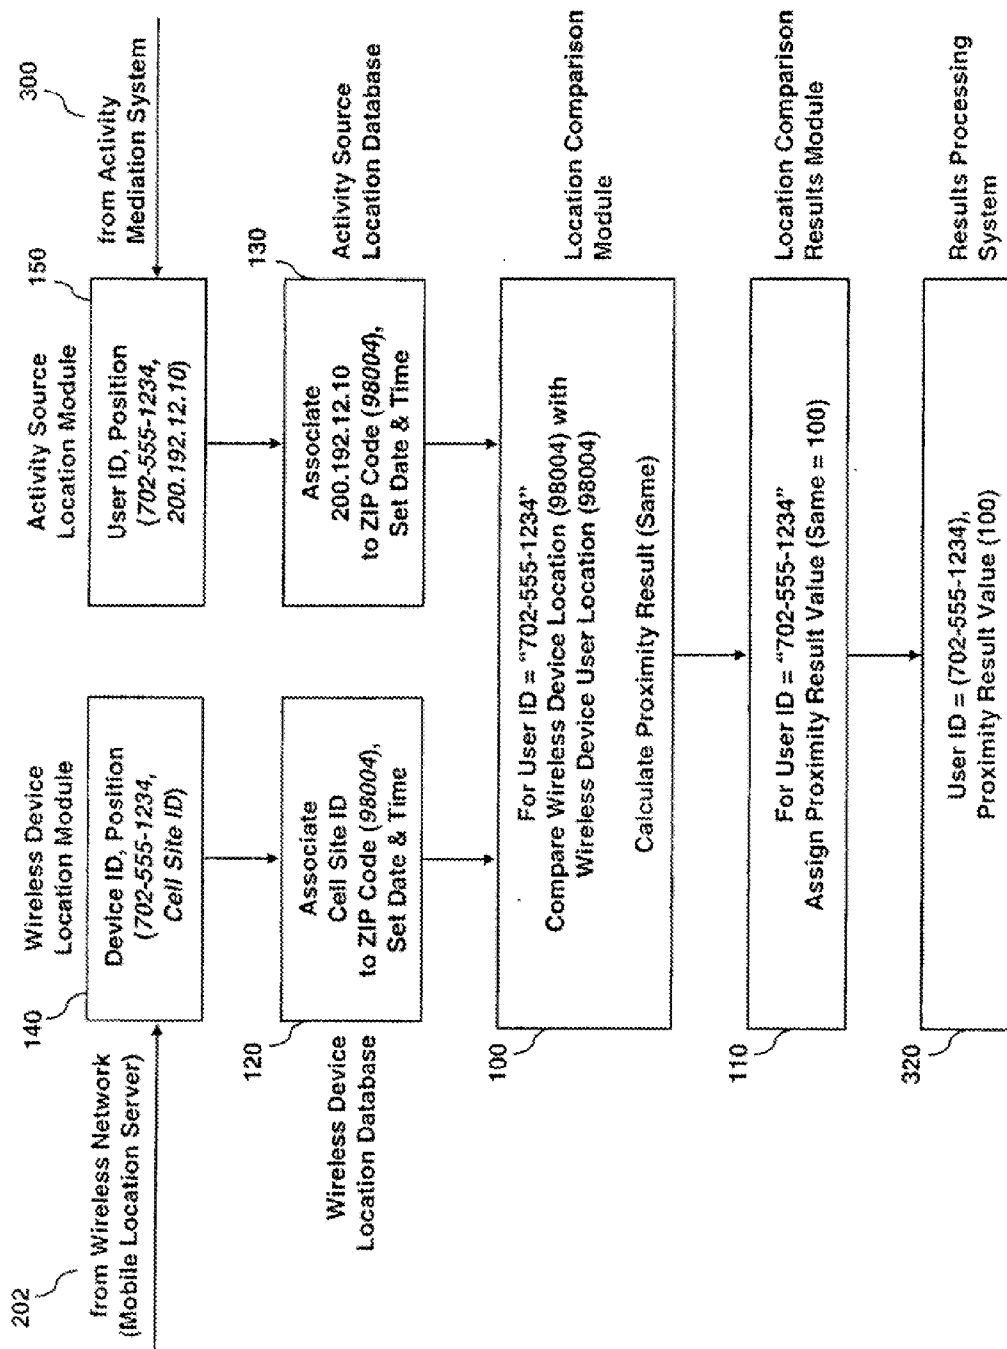 202
from Wireless Network
(Mobile Location Server)
300
from Activity
Mediation System
Wireless Device
Location Module
140
Device ID, Position
(702-555-1234,
Cell Site ID)
Activity Source
Location Module
150
User ID, Position
(702-555-1234,
200.192.12.10)
Wireless Device
Location Database
120
Associate
Cell Site ID
to ZIP Code (98004),
Set Date & Time
Associate
200.192.12.10
to ZIP Code (98004),
Set Date & Time
130
Activity Source
Location Database
100
For User ID = "702-555-1234"
Compare Wireless Device Location (98004) with
Wireless Device User Location (98004)
Calculate Proximity Result (Same)
Location Comparison
Module
110
For User ID = "702-555-1234"
Assign Proximity Result Value (Same = 100)
Location Comparison
Results Module
320
User ID = (702-555-1234),
Proximity Result Value (100)
Results Processing
System